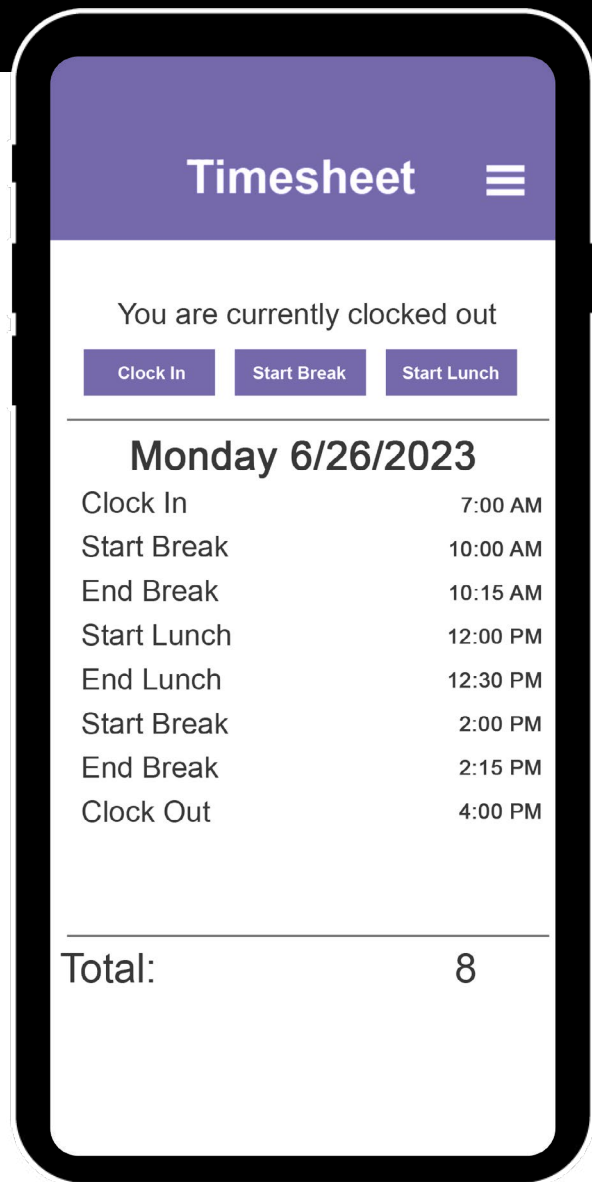 Timesheet
You are currently clocked out
Clock In Start Break Start Lunch
Monday 6/26/2023
Clock In 7:00 AM
Start Break 10:00 AM
End Break 10:15 AM
Start Lunch 12:00 PM
End Lunch 12:30 PM
Start Break 2:00 PM
End Break 2:15 PM
Clock Out 4:00 PM
Total: 8